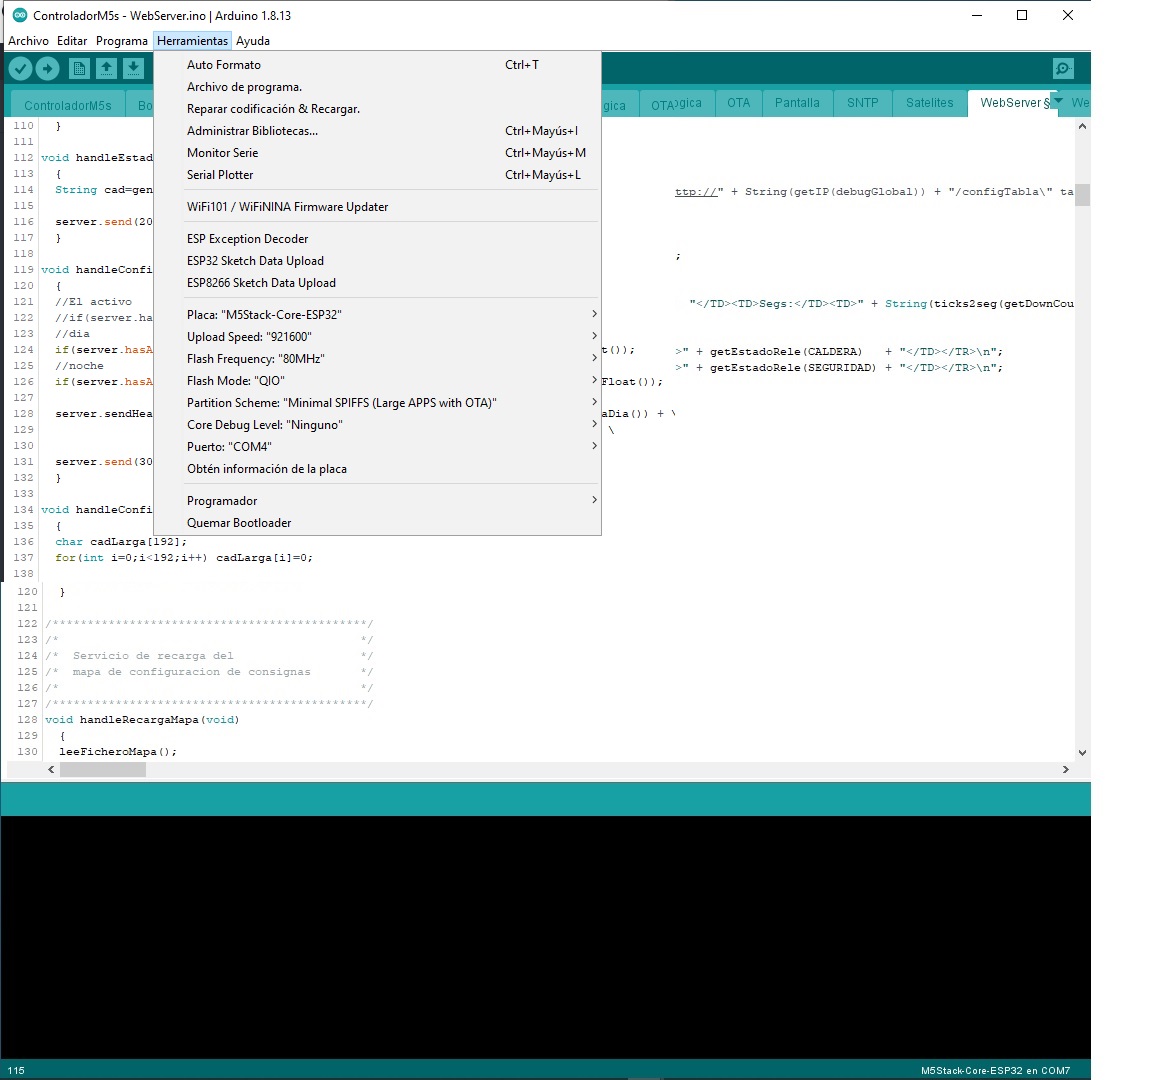 ControladorM5s - WebServer.ino | Arduino 1.8.13
Archivo Editar Programa Herramientas Ayuda
ControladorM5s Bo gica OTA gica OTA Pantalla SNTP Satelites WebServer § We
Auto Formato Ctrl+T
Archivo de programa.
Reparar codificación & Recargar.
Administrar Bibliotecas... Ctrl+Mayús+I
Monitor Serie Ctrl+Mayús+M
Serial Plotter Ctrl+Mayús+L
WiFi101 / WiFiNINA Firmware Updater
ESP Exception Decoder
ESP32 Sketch Data Upload
ESP8266 Sketch Data Upload
Placa: "M5Stack-Core-ESP32"
Upload Speed: "921600"
Flash Frequency: "80MHz"
Flash Mode: "QIO"
Partition Scheme: "Minimal SPIFFS (Large APPS with OTA)"
Core Debug Level: "Ninguno"
Puerto: "COM4"
Obtén información de la placa
Programador
Quemar Bootloader
110 }
111
112 void handleEstad
113 {
114 String cad=gen ttp://" + String(getIP(debugGlobal)) + "/configTabla\" ta
115
116 server.send(20
117 }
118 ;
119 void handleConfi
120 {
121 //El activo "</TD><TD>Segs:</TD><TD>" + String(ticks2seg(getDownCou
122 //if(server.ha
123 //dia
124 if(server.hasA t()); >" + getEstadoRele(CALDERA) + "</TD></TR>\n";
125 //noche >" + getEstadoRele(SEGURIDAD) + "</TD></TR>\n";
126 if(server.hasA Float());
127
128 server.sendHea aDia()) + \
129 \
130
131 server.send(30
132 }
133
134 void handleConfi
135 {
136 char cadLarga[192];
137 for(int i=0;i<192;i++) cadLarga[i]=0;
138
120 }
121
122 /*********************************************/
123 /* */
124 /* Servicio de recarga del */
125 /* mapa de configuracion de consignas */
126 /* */
127 /*********************************************/
128 void handleRecargaMapa(void)
129 {
130 leeFicheroMapa();
115 M5Stack-Core-ESP32 en COM7